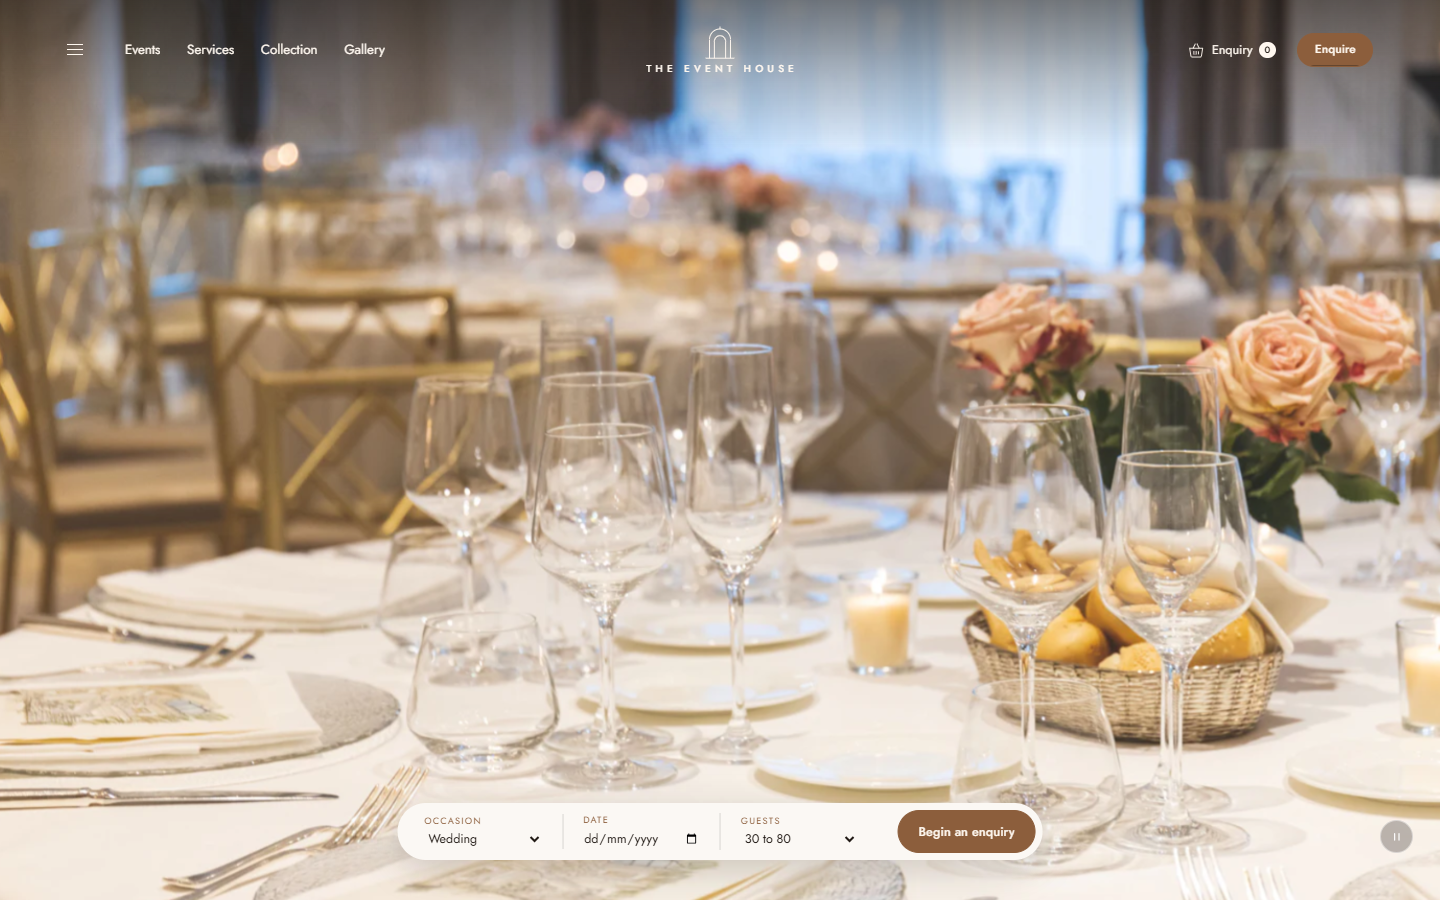 Events
Services
Collection
Gallery
THE EVENT HOUSE
Enquiry 0
Enquire
OCCASION
Wedding
DATE
dd/mm/yyyy
GUESTS
30 to 80
Begin an enquiry